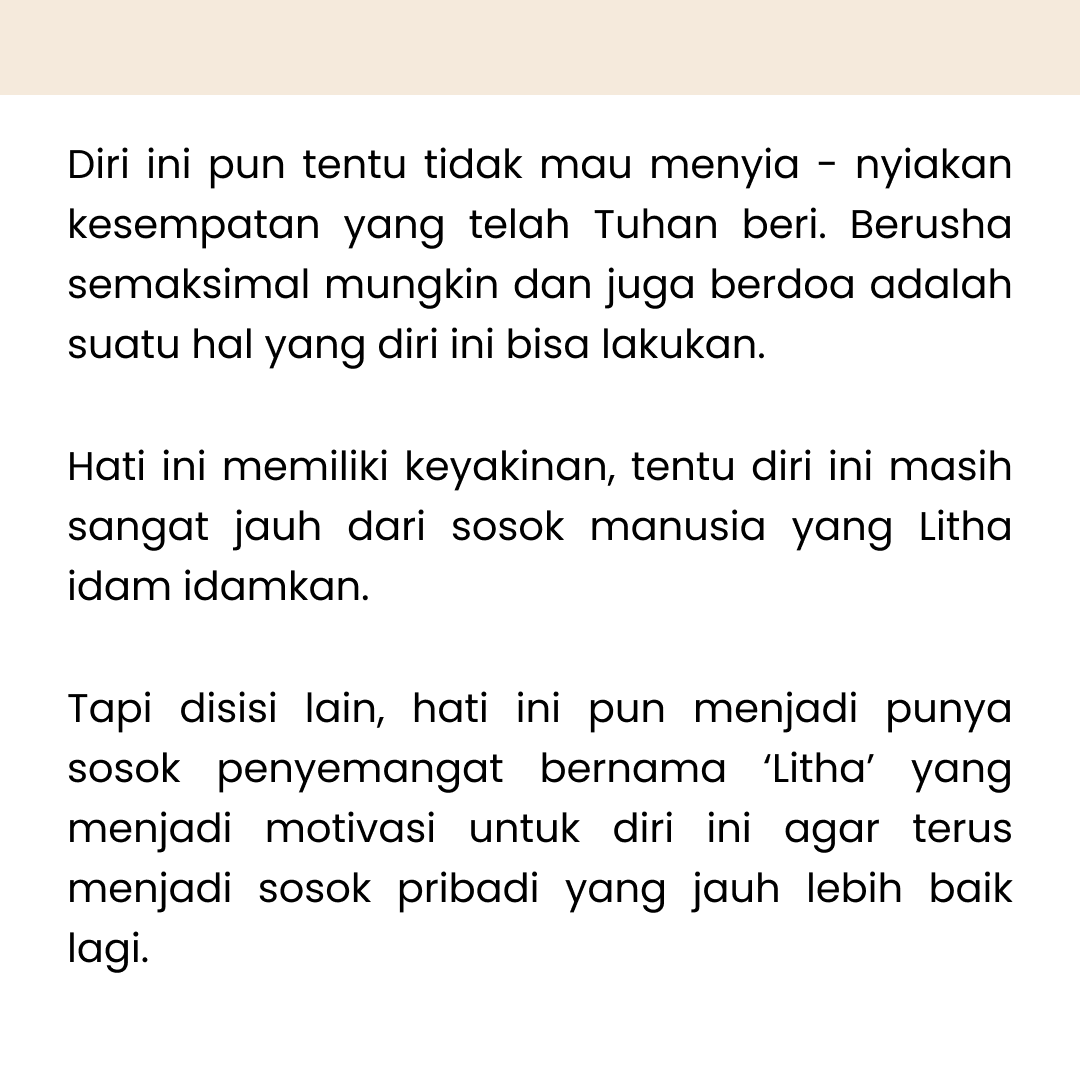 Diri ini pun tentu tidak mau menyia - nyiakan
kesempatan yang telah Tuhan beri. Berusha
semaksimal mungkin dan juga berdoa adalah
suatu hal yang diri ini bisa lakukan.
Hati ini memiliki keyakinan, tentu diri ini masih
sangat jauh dari sosok manusia yang Litha
idam idamkan.
Tapi disisi lain, hati ini pun menjadi punya
sosok penyemangat bernama ‘Litha’ yang
menjadi motivasi untuk diri ini agar terus
menjadi sosok pribadi yang jauh lebih baik
lagi.